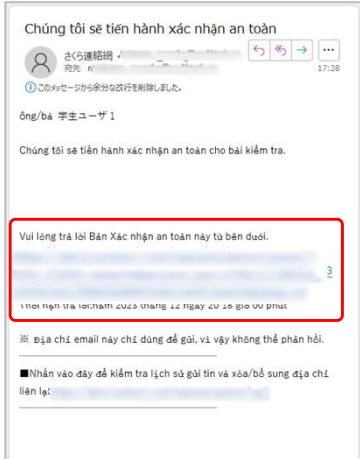 Chúng tôi sẽ tiến hành xác nhận an toàn
さくら連絡網
宛先
17:28
このメッセージから余分な改行を削除しました。
ông/bà 学生ユーザ 1
Chúng tôi sẽ tiến hành xác nhận an toàn cho bài kiểm tra.
Vui lòng trả lời Bản Xác nhận an toàn này từ bên dưới.
3
Thời hạn trả lời:năm 2023 tháng 12 ngày 20 18 giờ 00 phút
※ Địa chỉ email này chỉ dùng để gửi, vì vậy không thể phản hồi.
■Nhấn vào đây để kiểm tra lịch sử gửi tin và xóa/bổ sung địa chỉ
liên lạc